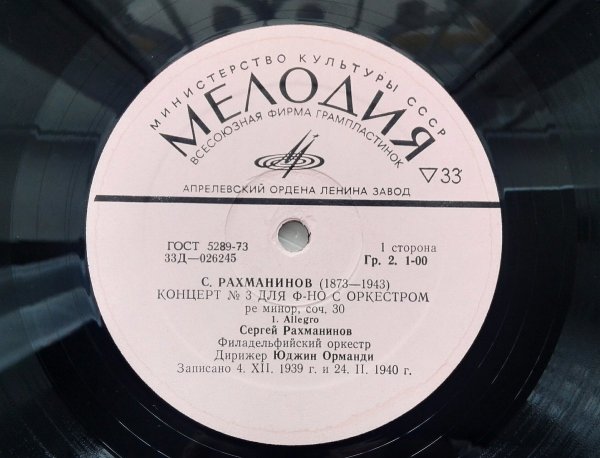 МИНИСТЕРСТВО КУЛЬТУРЫ СССР
МЕЛОДИЯ
ВСЕСОЮЗНАЯ ФИРМА ГРАМПЛАСТИНОК
АПРЕЛЕВСКИЙ ОРДЕНА ЛЕНИНА ЗАВОД
▽33
ГОСТ 5289-73
1 сторона
33Д—026245
Гр. 2. 1-00
С. РАХМАНИНОВ (1873—1943)
КОНЦЕРТ № 3 ДЛЯ Ф-НО С ОРКЕСТРОМ
ре минор, соч. 30
1. Allegro
Сергей Рахманинов
Филадельфийский оркестр
Дирижер Юджин Орманди
Записано 4. XII. 1939 г. и 24. II. 1940 г.